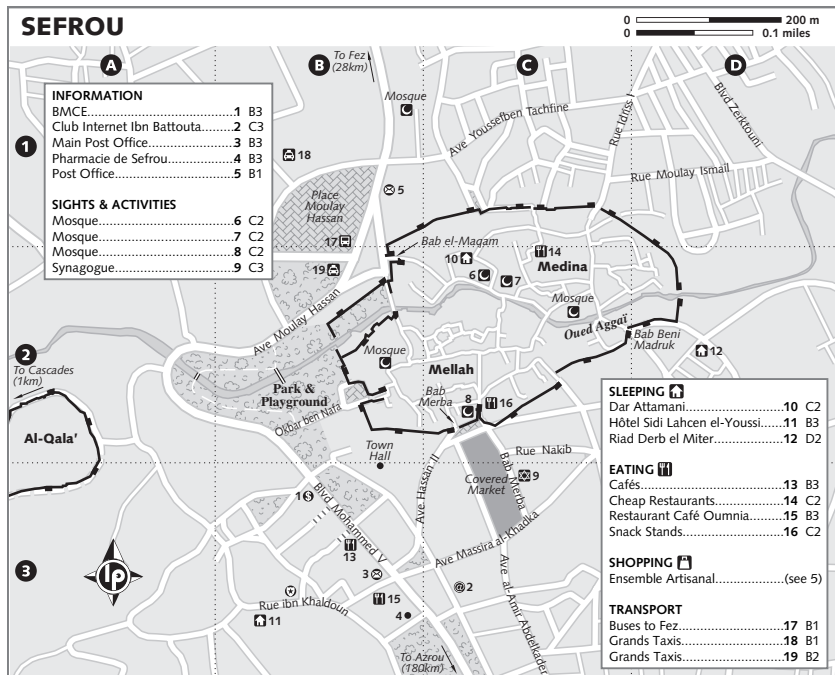 SEFROU
0 200 m
0 0.1 miles
A
B
C
D
1
2
3
To Fez
(28km)
INFORMATION
BMCE 1 B3
Club Internet Ibn Battouta 2 C3
Main Post Office 3 B3
Pharmacie de Sefrou 4 B3
Post Office 5 B1
SIGHTS & ACTIVITIES
Mosque 6 C2
Mosque 7 C2
Mosque 8 C2
Synagogue 9 C3
Mosque
Ave Youssefben Tachfine
Rue Idriss I
Blvd Zerktouni
Rue Moulay Ismail
18
Place
Moulay
Hassan
5
17
Bab el-Maqam
10
14
Medina
19
6
7
Mosque
Ave Moulay Hassan
Oued Aggaï
Bab Beni
Madruk
12
To Cascades
(1km)
Mosque
Mellah
Park &
Playground
Bab
Merba
8
16
Okbar ben Nafa
Al-Qala'
Town
Hall
Rue Nakib
Ave Hassan II
Covered
Market
Bab Merba
9
1
Blvd Mohammed V
13
Ave Massira al-Khadka
3
2
15
Rue ibn Khaldoun
11
4
Ave al-Amir Abdelkader
To Azrou
(180km)
lp
SLEEPING
Dar Attamani 10 C2
Hôtel Sidi Lahcen el-Youssi 11 B3
Riad Derb el Miter 12 D2
EATING
Cafés 13 B3
Cheap Restaurants 14 C2
Restaurant Café Oumnia 15 B3
Snack Stands 16 C2
SHOPPING
Ensemble Artisanal (see 5)
TRANSPORT
Buses to Fez 17 B1
Grands Taxis 18 B1
Grands Taxis 19 B2